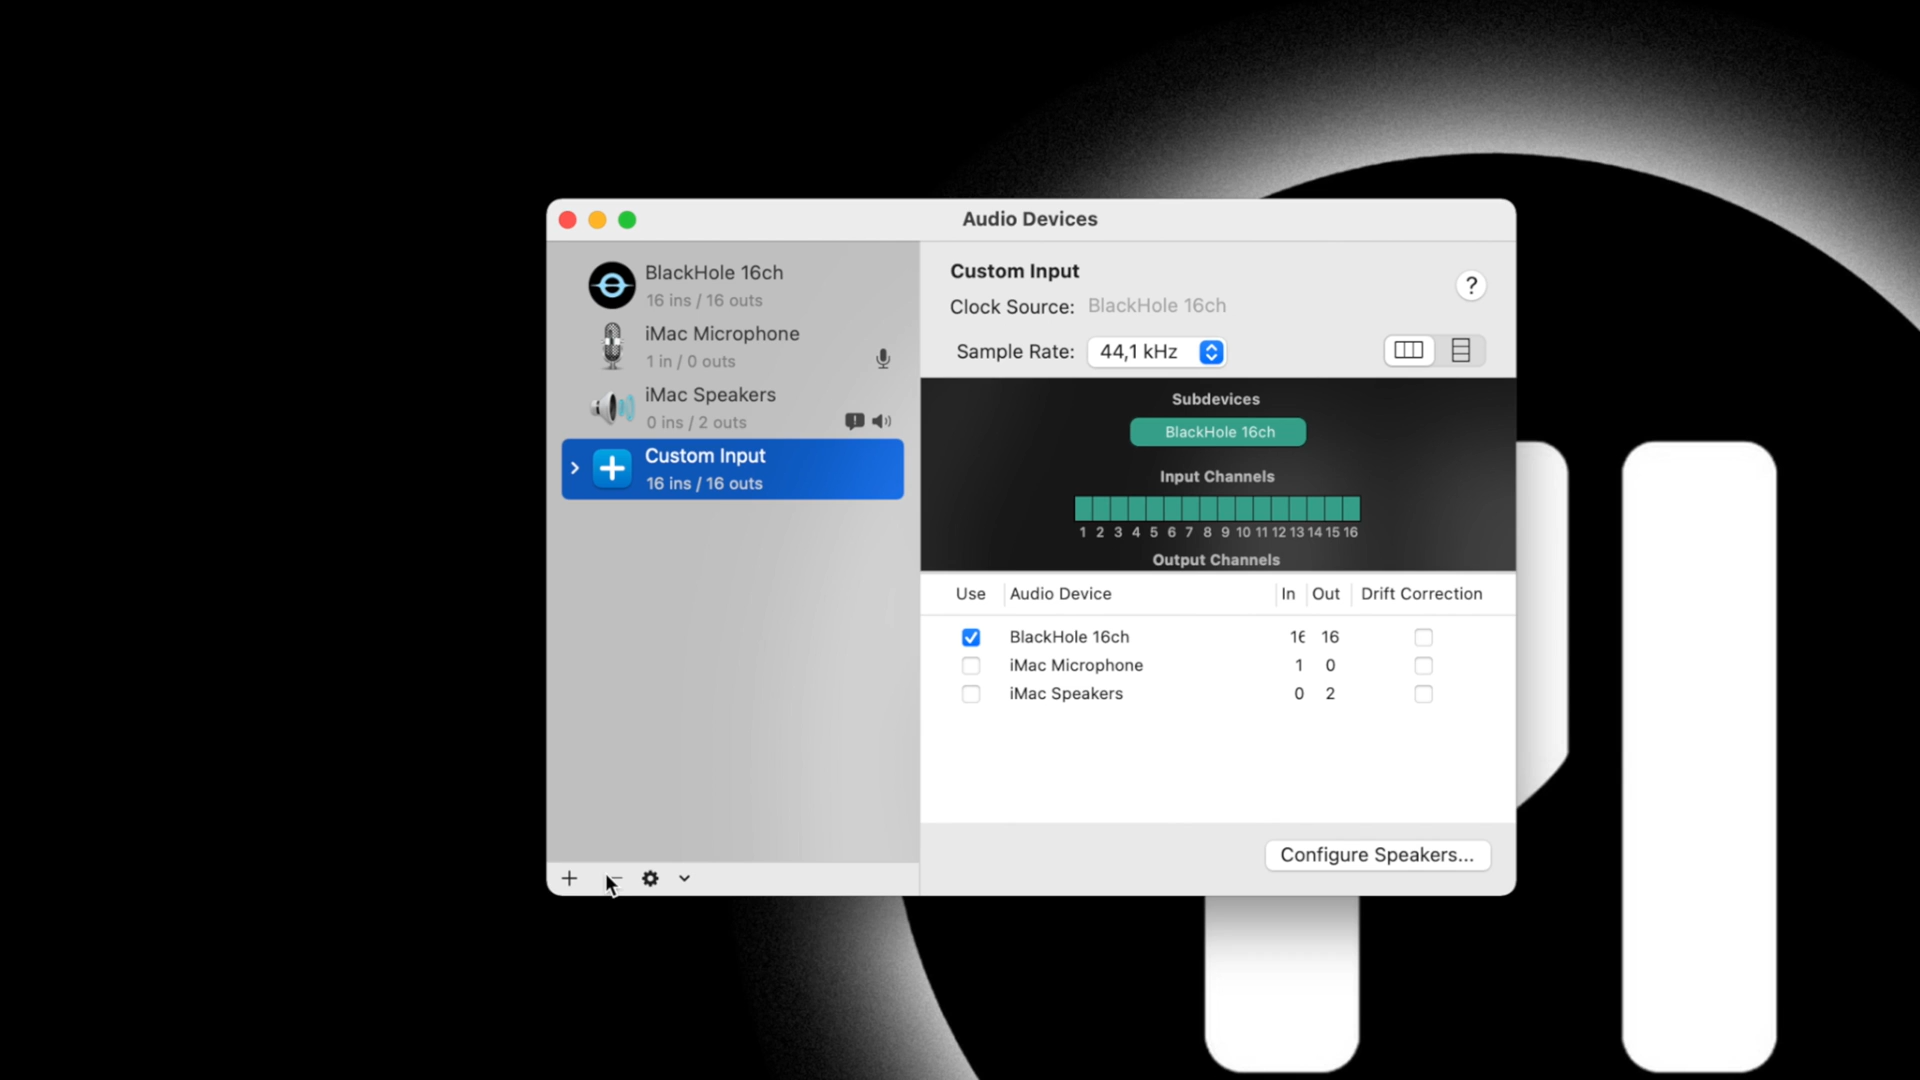 Audio Devices
BlackHole 16ch
16 ins / 16 outs
iMac Microphone
1 in / 0 outs
iMac Speakers
0 ins / 2 outs
Custom Input
16 ins / 16 outs
Custom Input
?
Clock Source: BlackHole 16ch
Sample Rate: 44,1 kHz
Subdevices
BlackHole 16ch
Input Channels
1 2 3 4 5 6 7 8 9 10 11 12 13 14 15 16
Output Channels
Use Audio Device In Out Drift Correction
BlackHole 16ch 16 16
iMac Microphone 1 0
iMac Speakers 0 2
Configure Speakers...